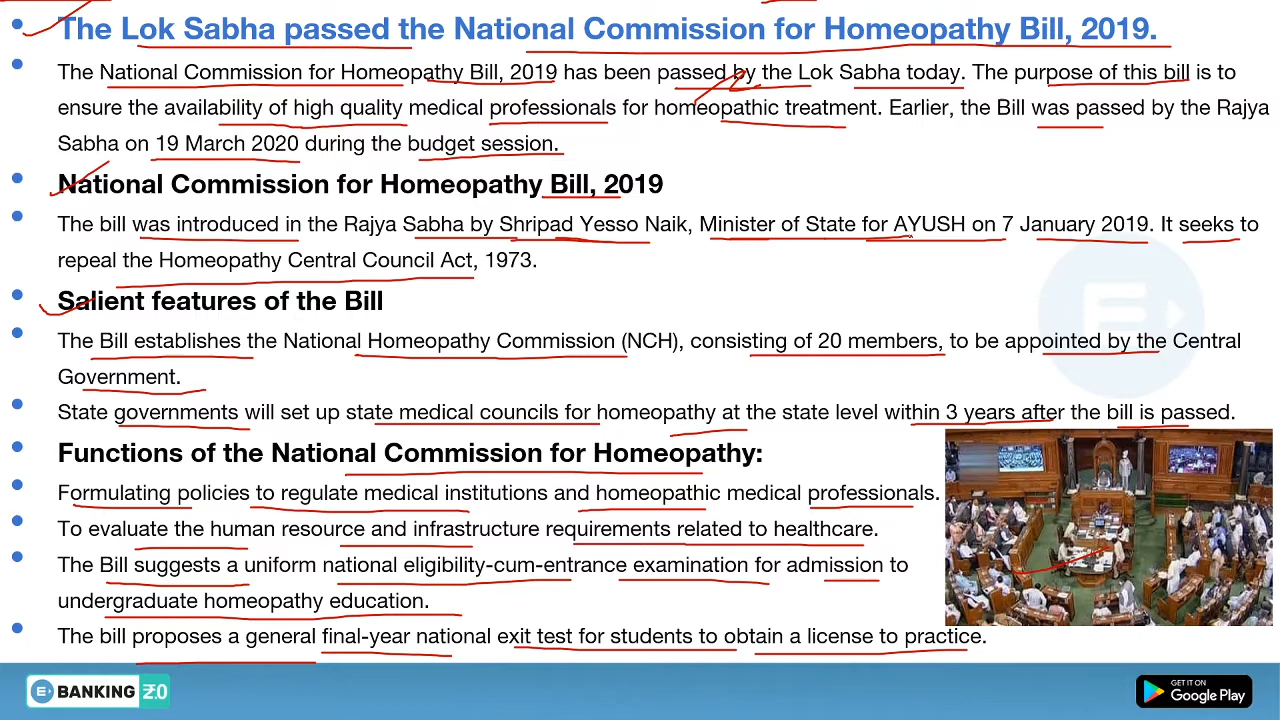 The Lok Sabha passed the National Commission for Homeopathy Bill, 2019.
The National Commission for Homeopathy Bill, 2019 has been passed by the Lok Sabha today. The purpose of this bill is to
ensure the availability of high quality medical professionals for homeopathic treatment. Earlier, the Bill was passed by the Rajya
Sabha on 19 March 2020 during the budget session.
National Commission for Homeopathy Bill, 2019
The bill was introduced in the Rajya Sabha by Shripad Yesso Naik, Minister of State for AYUSH on 7 January 2019. It seeks to
repeal the Homeopathy Central Council Act, 1973.
Salient features of the Bill
The Bill establishes the National Homeopathy Commission (NCH), consisting of 20 members, to be appointed by the Central
Government.
State governments will set up state medical councils for homeopathy at the state level within 3 years after the bill is passed.
Functions of the National Commission for Homeopathy:
Formulating policies to regulate medical institutions and homeopathic medical professionals.
To evaluate the human resource and infrastructure requirements related to healthcare.
The Bill suggests a uniform national eligibility-cum-entrance examination for admission to
undergraduate homeopathy education.
The bill proposes a general final-year national exit test for students to obtain a license to practice.
E BANKING 2.0
GET IT ON
Google Play